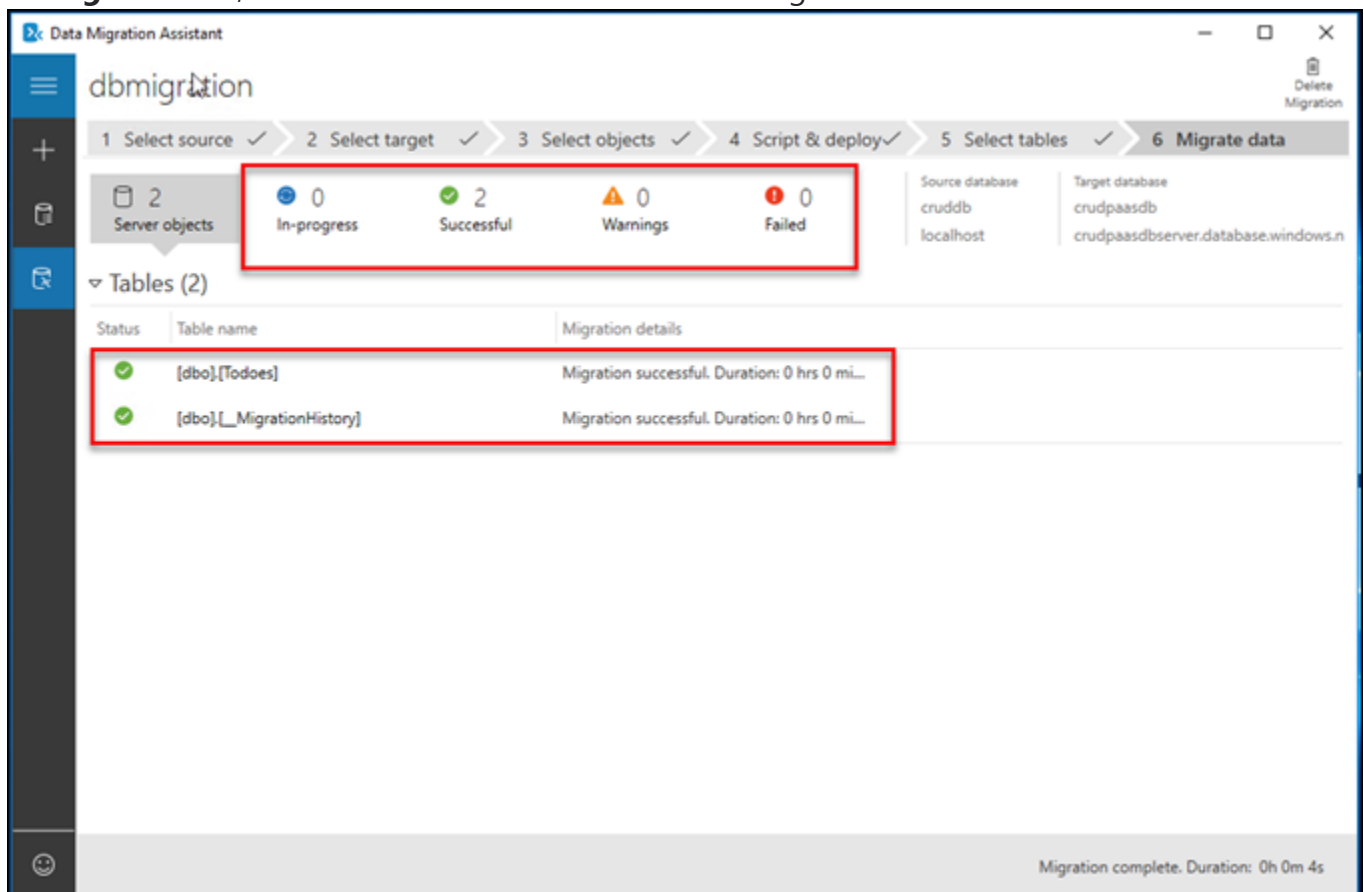 Data Migration Assistant
dbmigration
Delete
Migration
1 Select source 2 Select target 3 Select objects 4 Script & deploy 5 Select tables 6 Migrate data
2
Server objects
0
In-progress
2
Successful
0
Warnings
0
Failed
Source database
cruddb
localhost
Target database
crudpaasdb
crudpaasdbserver.database.windows.n
Tables (2)
Status Table name Migration details
[dbo].[Todoes] Migration successful. Duration: 0 hrs 0 mi...
[dbo].[__MigrationHistory] Migration successful. Duration: 0 hrs 0 mi...
Migration complete. Duration: 0h 0m 4s